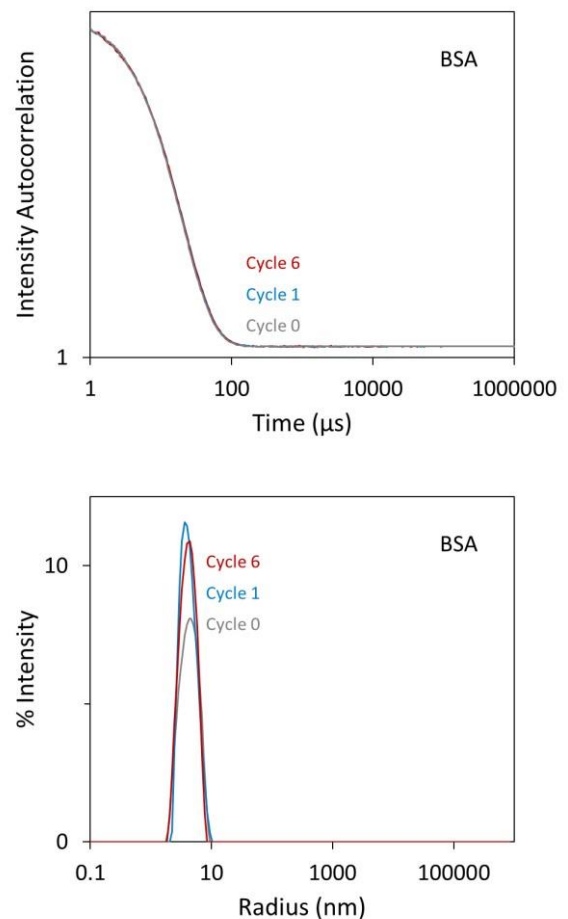 BSA
Intensity Autocorrelation
Cycle 6
Cycle 1
Cycle 0
1
1 100 10000 1000000
Time (µs)
BSA
10
% Intensity
Cycle 6
Cycle 1
Cycle 0
0
0.1 10 1000 100000
Radius (nm)